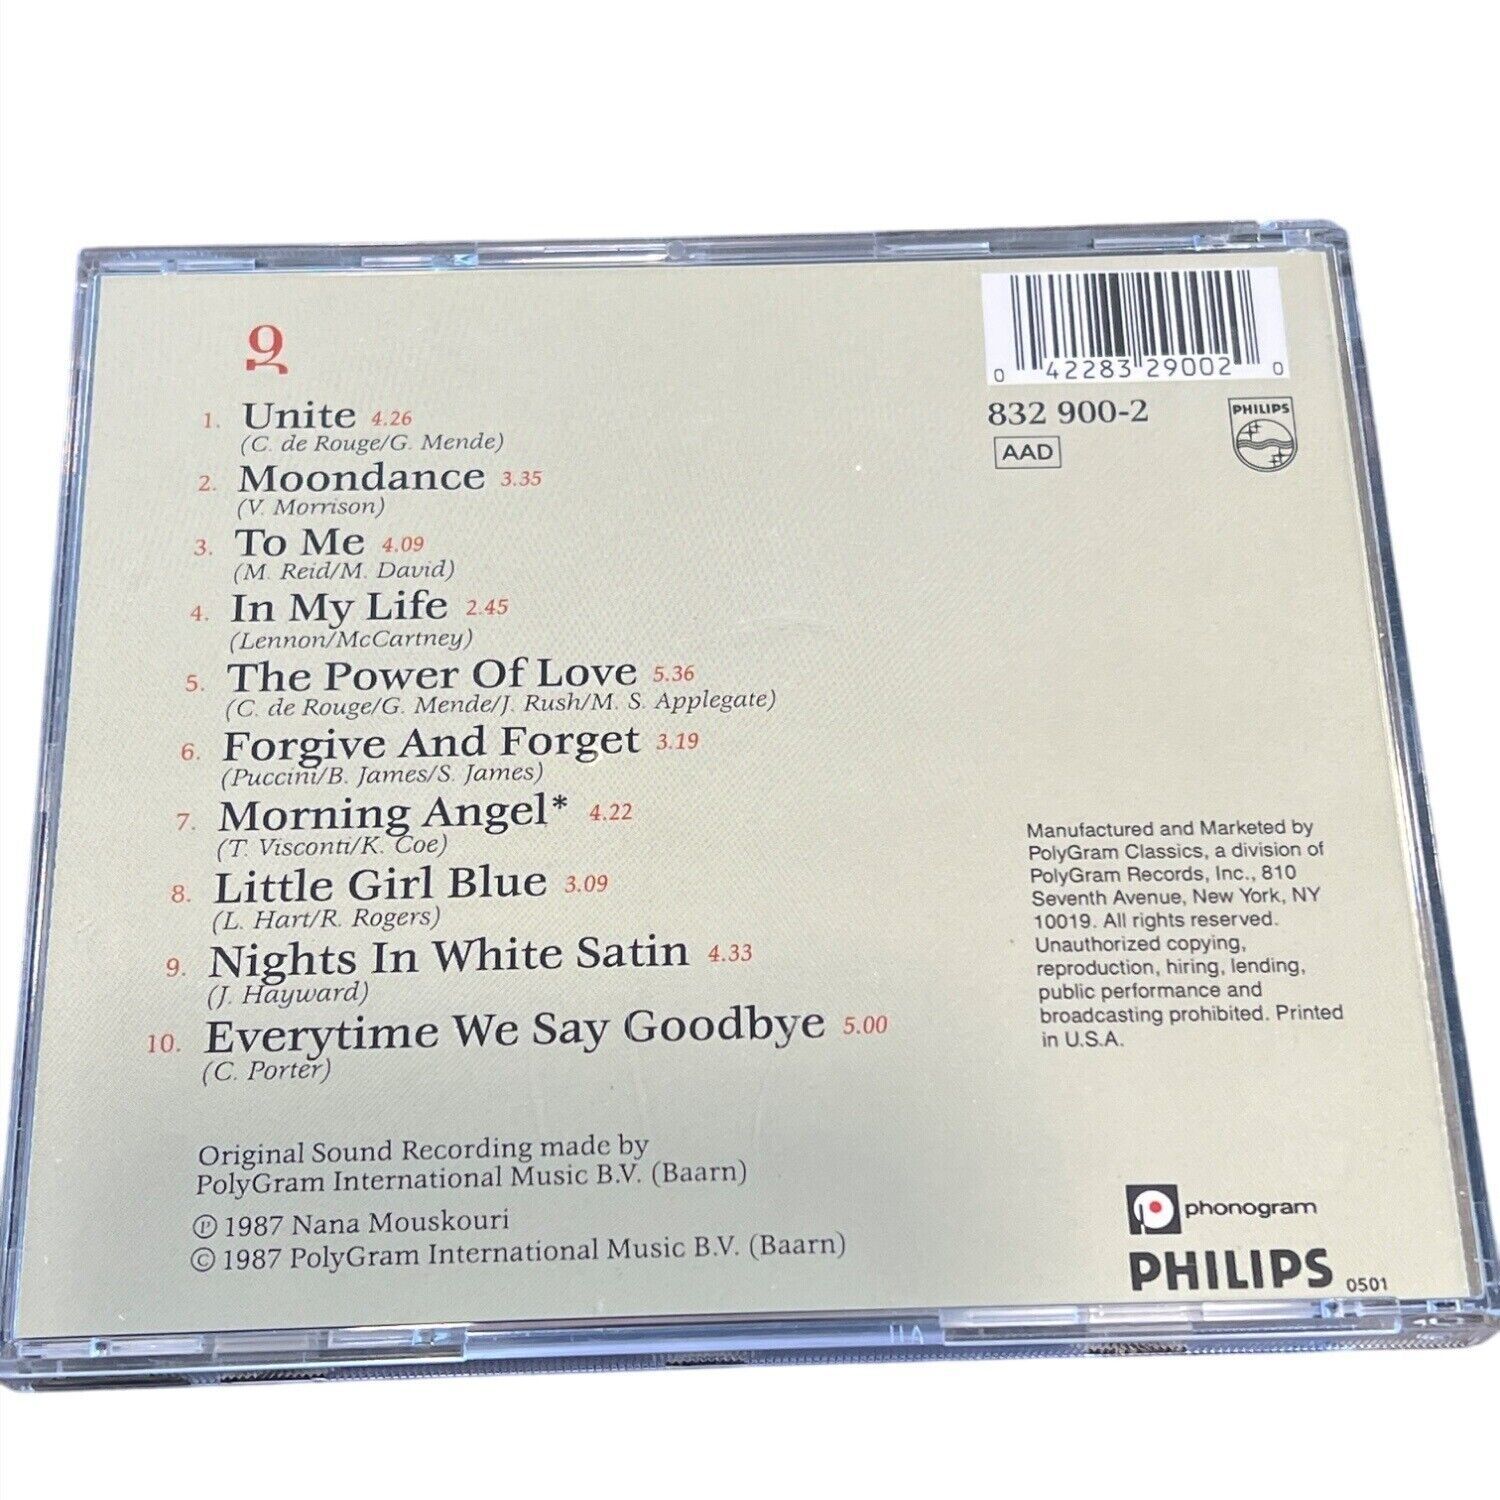 1. Unite 4.26
(C. de Rouge/G. Mende)
2. Moondance 3.35
(V. Morrison)
3. To Me 4.09
(M. Reid/M. David)
4. In My Life 2.45
(Lennon/McCartney)
5. The Power Of Love 5.36
(C. de Rouge/G. Mende/J. Rush/M. S. Applegate)
6. Forgive And Forget 3.19
(Puccini/B. James/S. James)
7. Morning Angel* 4.22
(T. Visconti/K. Coe)
8. Little Girl Blue 3.09
(L. Hart/R. Rogers)
9. Nights In White Satin 4.33
(J. Hayward)
10. Everytime We Say Goodbye 5.00
(C. Porter)
Original Sound Recording made by
PolyGram International Music B.V. (Baarn)
℗ 1987 Nana Mouskouri
© 1987 PolyGram International Music B.V. (Baarn)
0 42283 29002 0
832 900-2
PHILIPS
AAD
Manufactured and Marketed by
PolyGram Classics, a division of
PolyGram Records, Inc., 810
Seventh Avenue, New York, NY
10019. All rights reserved.
Unauthorized copying,
reproduction, hiring, lending,
public performance and
broadcasting prohibited. Printed
in U.S.A.
phonogram
PHILIPS 0501